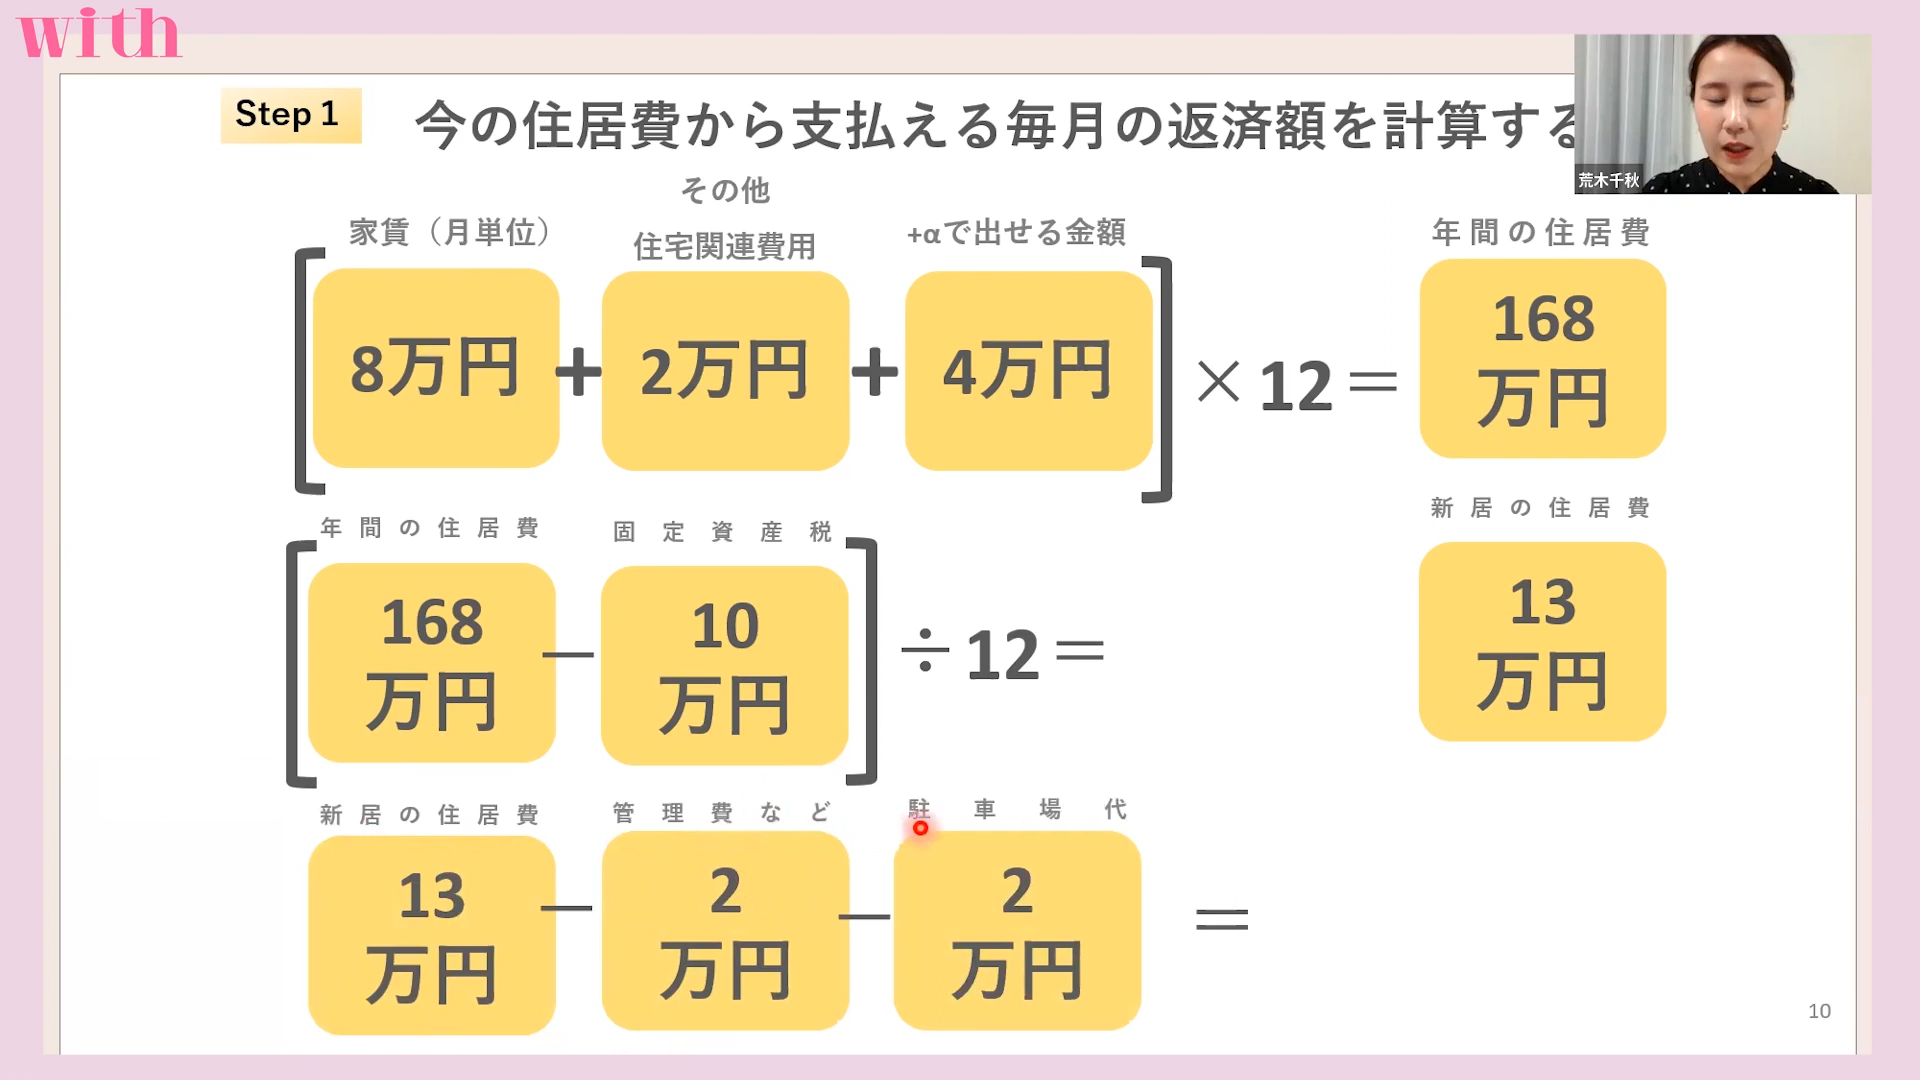 with
Step 1
今の住居費から支払える毎月の返済額を計算する
荒木千秋
家賃（月単位）
その他
住宅関連費用
+αで出せる金額
年間の住居費
8万円
+
2万円
+
4万円
×12＝
168
万円
年間の住居費
固定資産税
新居の住居費
168
万円
－
10
万円
÷12＝
13
万円
新居の住居費
管理費など
駐車場代
13
万円
－
2
万円
－
2
万円
＝
10